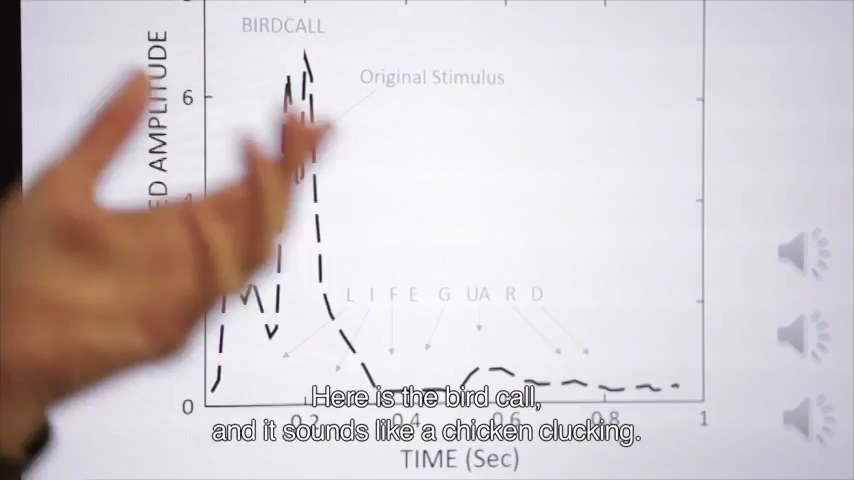 BIRDCALL
Original Stimulus
ED AMPLITUDE
6
L I F E G UA R D
0
0.2 0.4 0.6 0.8 1
TIME (Sec)
Here is the bird call,
and it sounds like a chicken clucking.